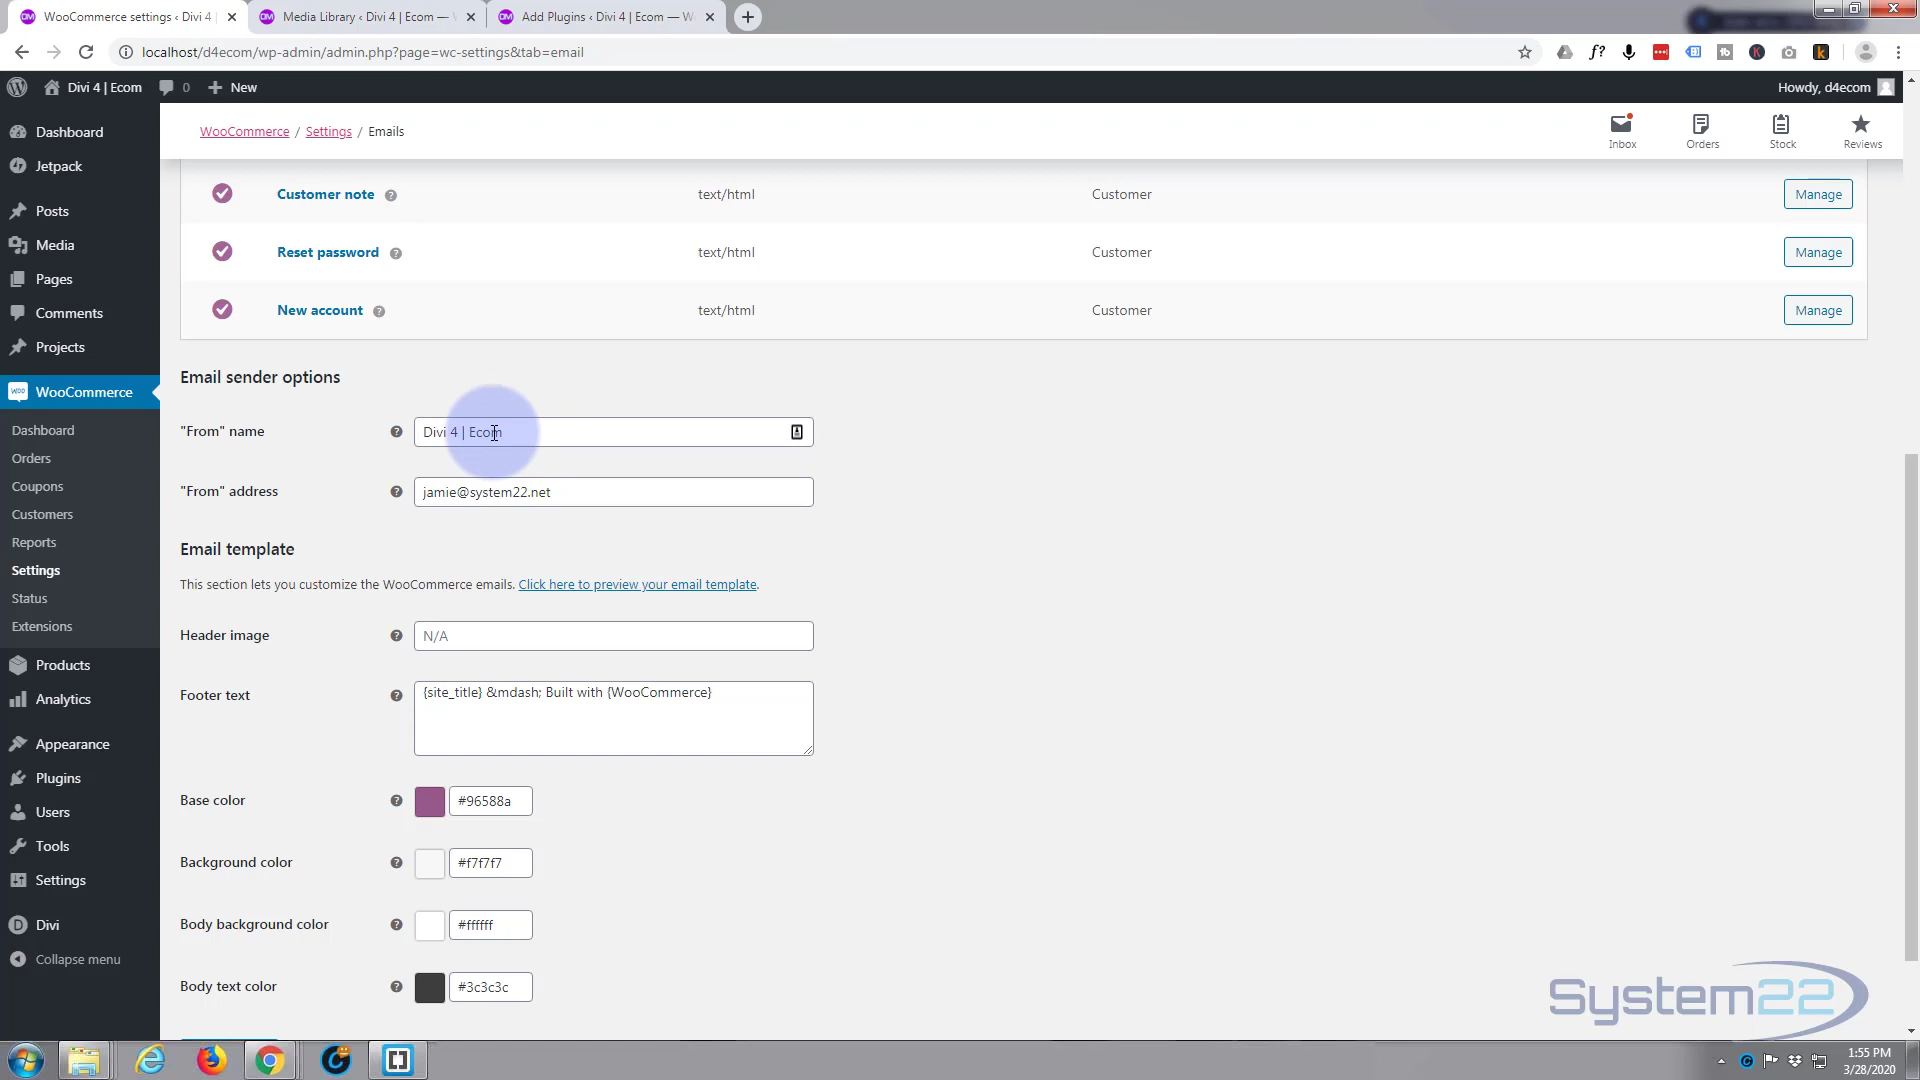 WooCommerce settings ‹ Divi 4 |
Media Library ‹ Divi 4 | Ecom —
Add Plugins ‹ Divi 4 | Ecom — W
localhost/d4ecom/wp-admin/admin.php?page=wc-settings&tab=email
Divi 4 | Ecom
0
New
Howdy, d4ecom
Dashboard
Jetpack
Posts
Media
Pages
Comments
Projects
WooCommerce
Dashboard
Orders
Coupons
Customers
Reports
Settings
Status
Extensions
Products
Analytics
Appearance
Plugins
Users
Tools
Settings
Divi
Collapse menu
WooCommerce / Settings / Emails
Inbox
Orders
Stock
Reviews
Customer note text/html Customer Manage
Reset password text/html Customer Manage
New account text/html Customer Manage
Email sender options
"From" name Divi 4 | Ecom
"From" address jamie@system22.net
Email template
This section lets you customize the WooCommerce emails. Click here to preview your email template.
Header image N/A
Footer text {site_title} &mdash; Built with {WooCommerce}
Base color #96588a
Background color #f7f7f7
Body background color #ffffff
Body text color #3c3c3c
System22
1:55 PM
3/28/2020